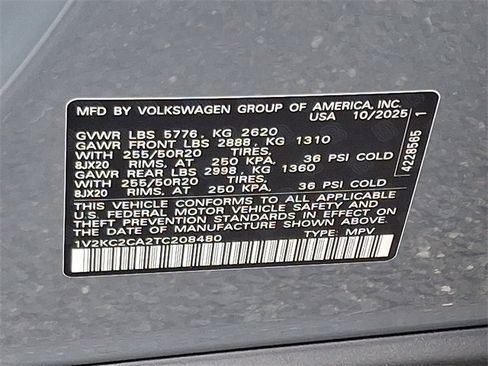 MFD BY VOLKSWAGEN GROUP OF AMERICA, INC.
USA 10/2025
GVWR LBS 5776, KG 2620
GAWR FRONT LBS 2888, KG 1310
WITH 255/50R20 TIRES,
8JX20 RIMS, AT 250 KPA, 36 PSI COLD
GAWR REAR LBS 2998, KG 1360
WITH 255/50R20 TIRES,
8JX20 RIMS, AT 250 KPA, 36 PSI COLD
THIS VEHICLE CONFORMS TO ALL APPLICABLE
U.S. FEDERAL MOTOR VEHICLE SAFETY AND
THEFT PREVENTION STANDARDS IN EFFECT ON
THE DATE OF MANUFACTURE SHOWN ABOVE.
1V2KC2CA2TC208480 TYPE: MPV
4228565 1